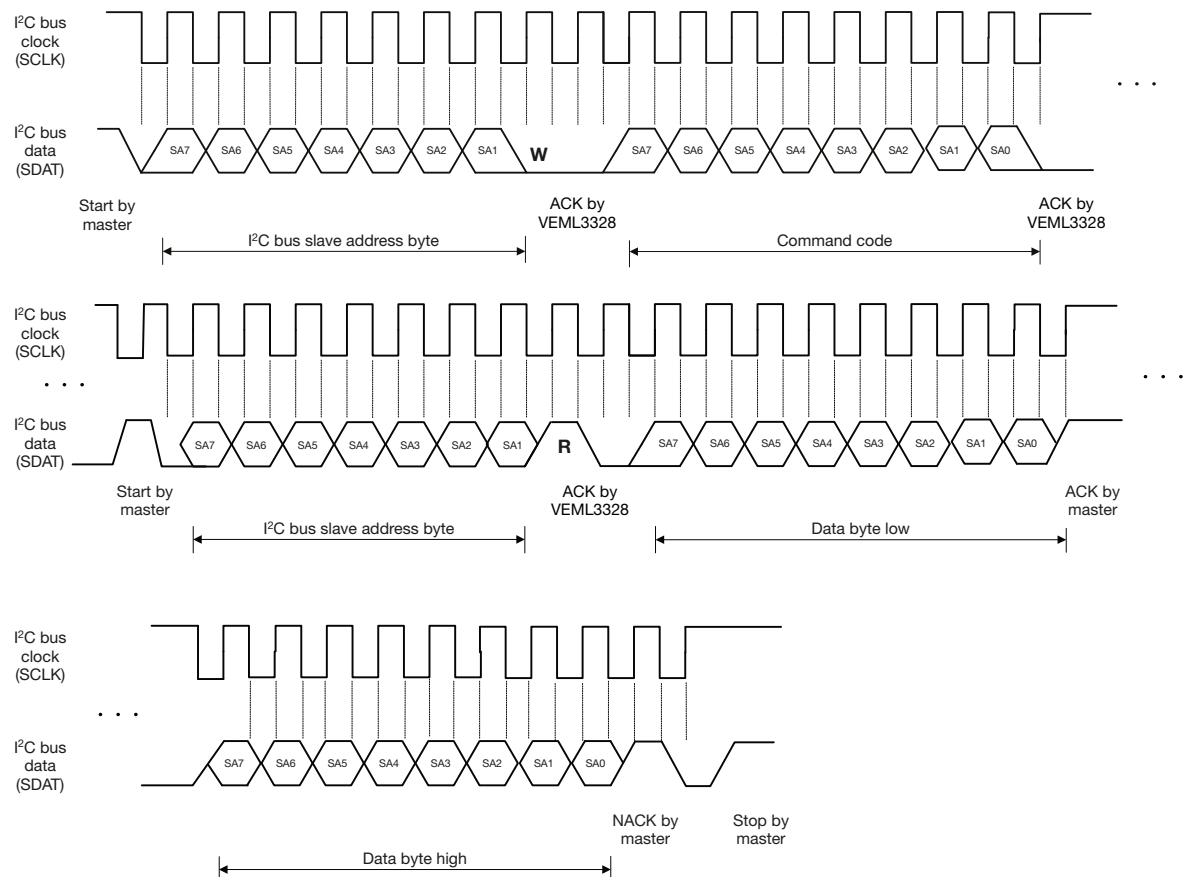 I²C bus
clock
(SCLK)
. . .
I²C bus
data
(SDAT)
SA7 SA6 SA5 SA4 SA3 SA2 SA1 W SA7 SA6 SA5 SA4 SA3 SA2 SA1 SA0
Start by
master
ACK by
VEML3328
ACK by
VEML3328
I²C bus slave address byte
Command code
I²C bus
clock
(SCLK)
. . .
. . .
I²C bus
data
(SDAT)
SA7 SA6 SA5 SA4 SA3 SA2 SA1 R SA7 SA6 SA5 SA4 SA3 SA2 SA1 SA0
Start by
master
ACK by
VEML3328
ACK by
master
I²C bus slave address byte
Data byte low
I²C bus
clock
(SCLK)
. . .
I²C bus
data
(SDAT)
SA7 SA6 SA5 SA4 SA3 SA2 SA1 SA0
NACK by
master
Stop by
master
Data byte high